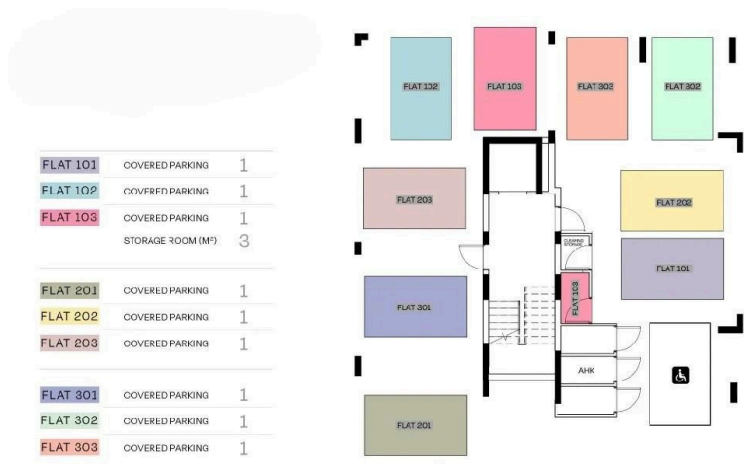 FLAT 101 COVERED PARKING 1
FLAT 102 COVERED PARKING 1
FLAT 103 COVERED PARKING 1
STORAGE ROOM (M²) 3
FLAT 201 COVERED PARKING 1
FLAT 202 COVERED PARKING 1
FLAT 203 COVERED PARKING 1
FLAT 301 COVERED PARKING 1
FLAT 302 COVERED PARKING 1
FLAT 303 COVERED PARKING 1
FLAT 102
FLAT 103
FLAT 303
FLAT 302
FLAT 203
FLAT 202
CLEANING
STORAGE
FLAT 101
FLAT 301
FLAT 103
AHK
FLAT 201